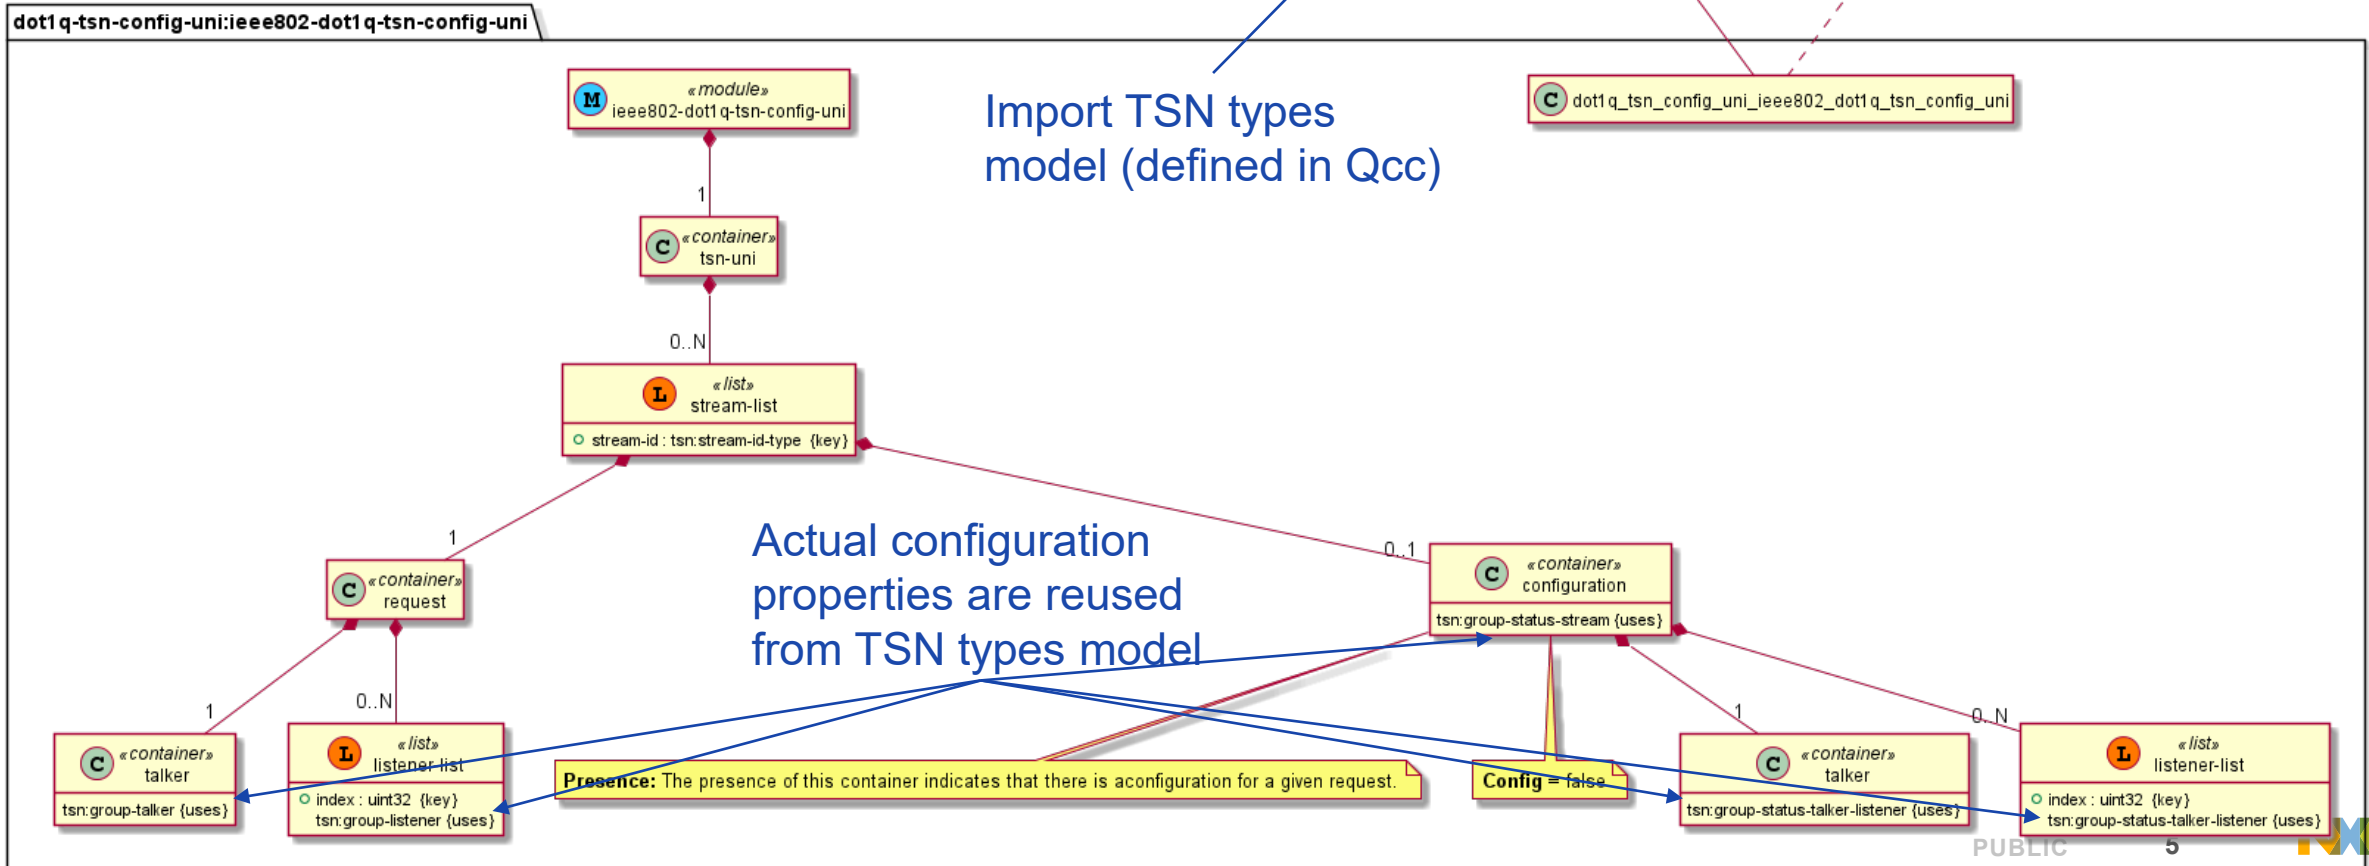 dot1q-tsn-config-uni:ieee802-dot1q-tsn-config-uni
M
«module»
ieee802-dot1q-tsn-config-uni
Import TSN types
model (defined in Qcc)
C dot1q_tsn_config_uni_ieee802_dot1q_tsn_config_uni
1
C «container»
tsn-uni
0..N
L «list»
stream-list
stream-id : tsn:stream-id-type {key}
1
0..1
Actual configuration
properties are reused
from TSN types model
C «container»
request
C «container»
configuration
tsn:group-status-stream {uses}
1
0..N
1
0..N
C «container»
talker
tsn:group-talker {uses}
L «list»
listener-list
index : uint32 {key}
tsn:group-listener {uses}
Presence: The presence of this container indicates that there is aconfiguration for a given request.
Config = false
C «container»
talker
tsn:group-status-talker-listener {uses}
L «list»
listener-list
index : uint32 {key}
tsn:group-status-talker-listener {uses}
PUBLIC 5